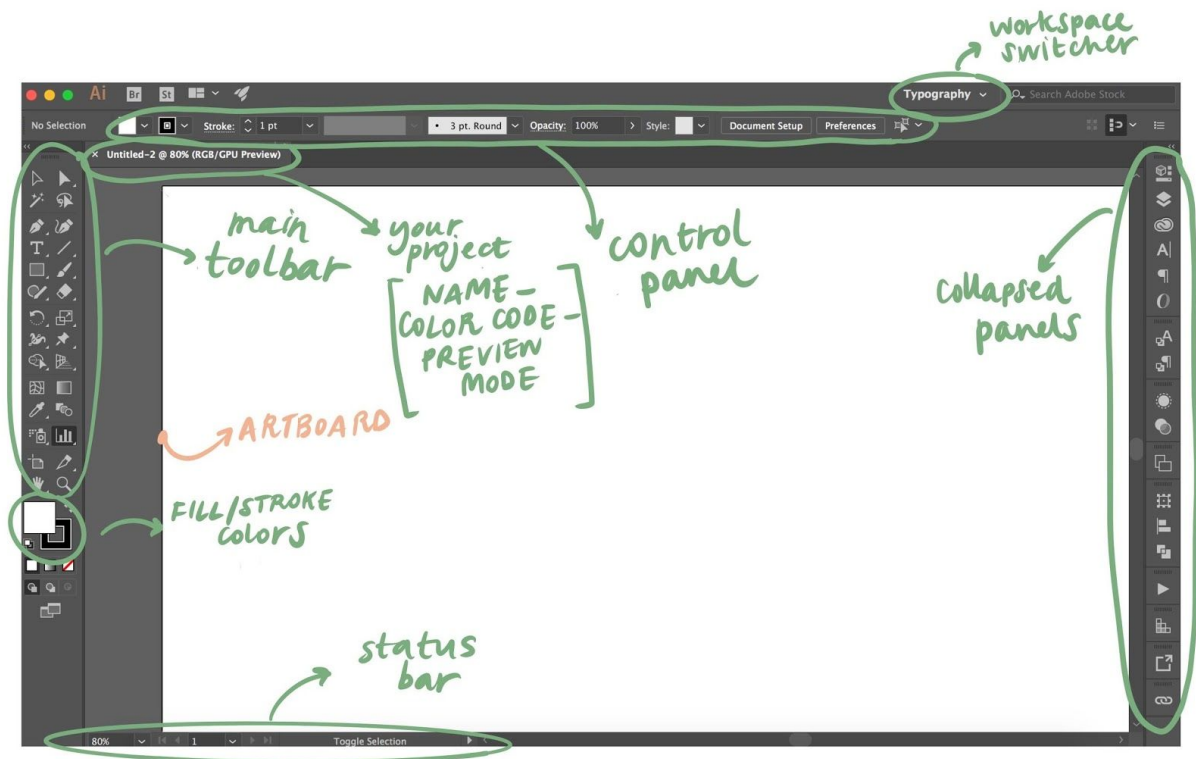 workspace
switcher
Ai Br St Typography Search Adobe Stock
No Selection Stroke: 1 pt 3 pt. Round Opacity: 100% Style: Document Setup Preferences
× Untitled-2 @ 80% (RGB/GPU Preview)
main
toolbar
your
project
NAME –
COLOR CODE –
PREVIEW
MODE
control
panel
collapsed
panels
ARTBOARD
FILL/STROKE
colors
status
bar
80% 1 Toggle Selection